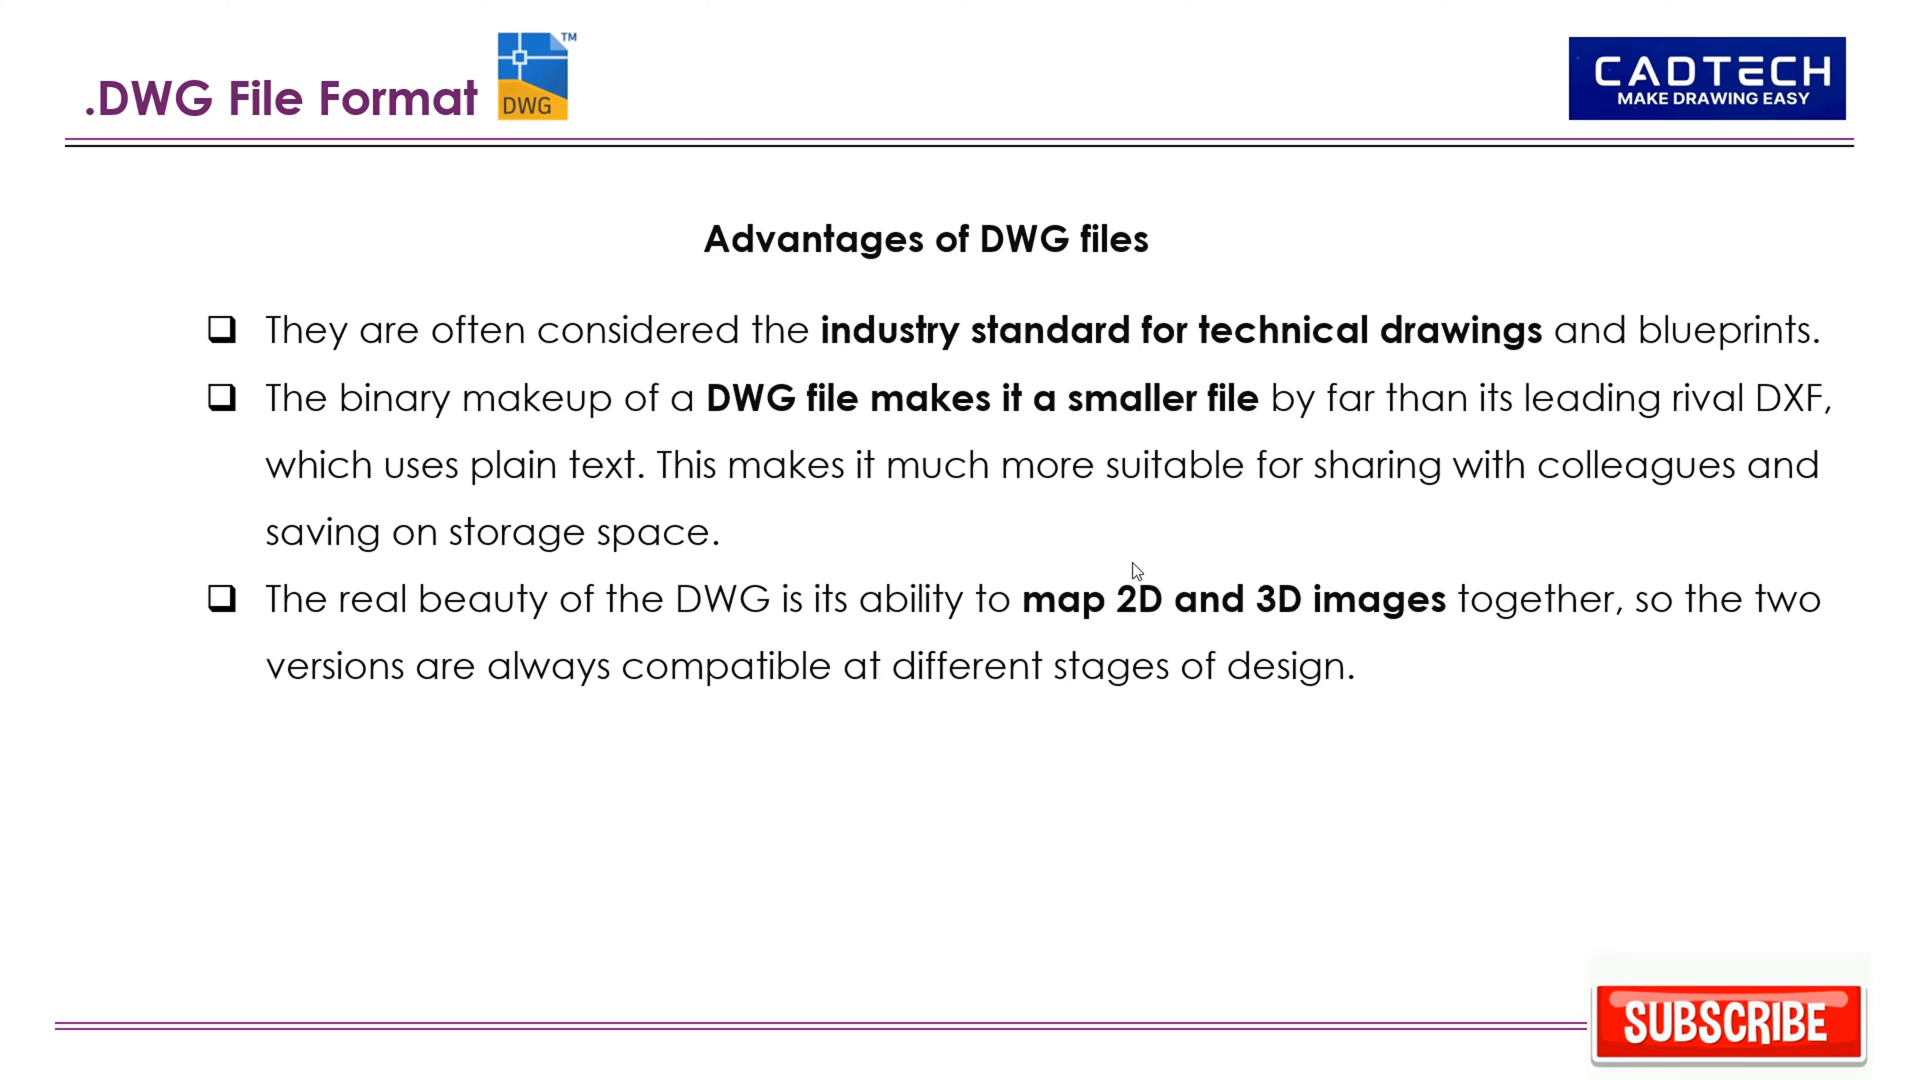 .DWG File Format
TM
DWG
CADTECH
MAKE DRAWING EASY
Advantages of DWG files
They are often considered the industry standard for technical drawings and blueprints.
The binary makeup of a DWG file makes it a smaller file by far than its leading rival DXF,
which uses plain text. This makes it much more suitable for sharing with colleagues and
saving on storage space.
The real beauty of the DWG is its ability to map 2D and 3D images together, so the two
versions are always compatible at different stages of design.
SUBSCRIBE